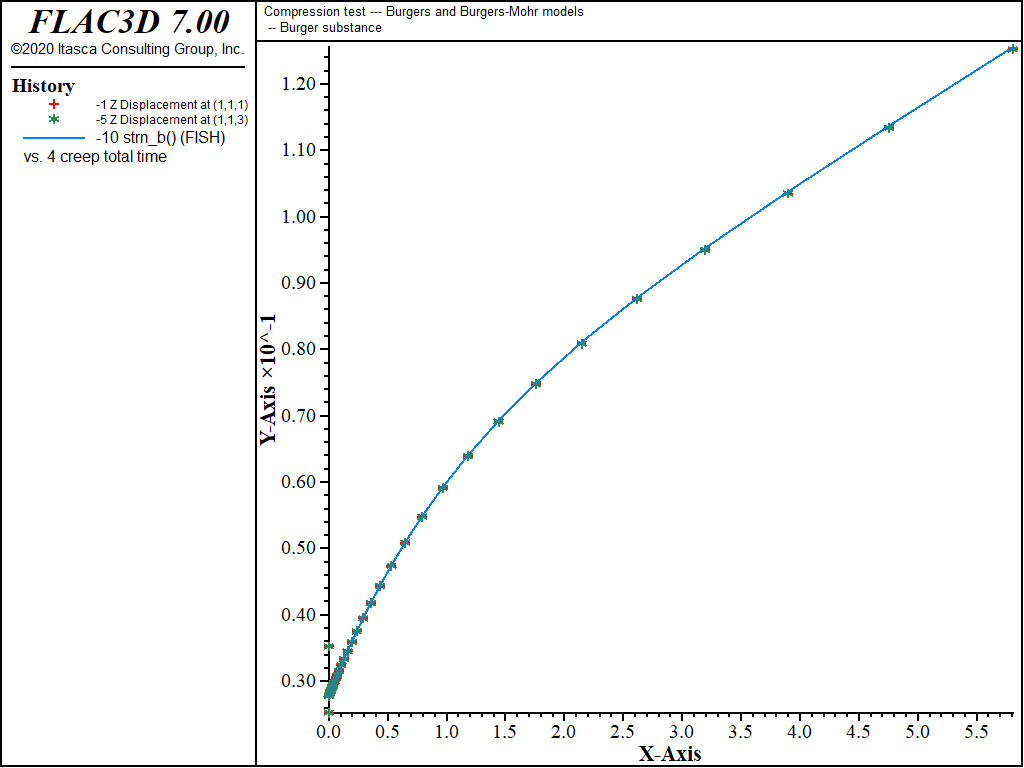 FLAC3D 7.00
©2020 Itasca Consulting Group, Inc.
History
-1 Z Displacement at (1,1,1)
-5 Z Displacement at (1,1,3)
-10 strn_b() (FISH)
vs. 4 creep total time
Compression test --- Burgers and Burgers-Mohr models
-- Burger substance
1.20
1.10
1.00
0.90
0.80
0.70
0.60
0.50
0.40
0.30
Y-Axis ×10^-1
0.0 0.5 1.0 1.5 2.0 2.5 3.0 3.5 4.0 4.5 5.0 5.5
X-Axis